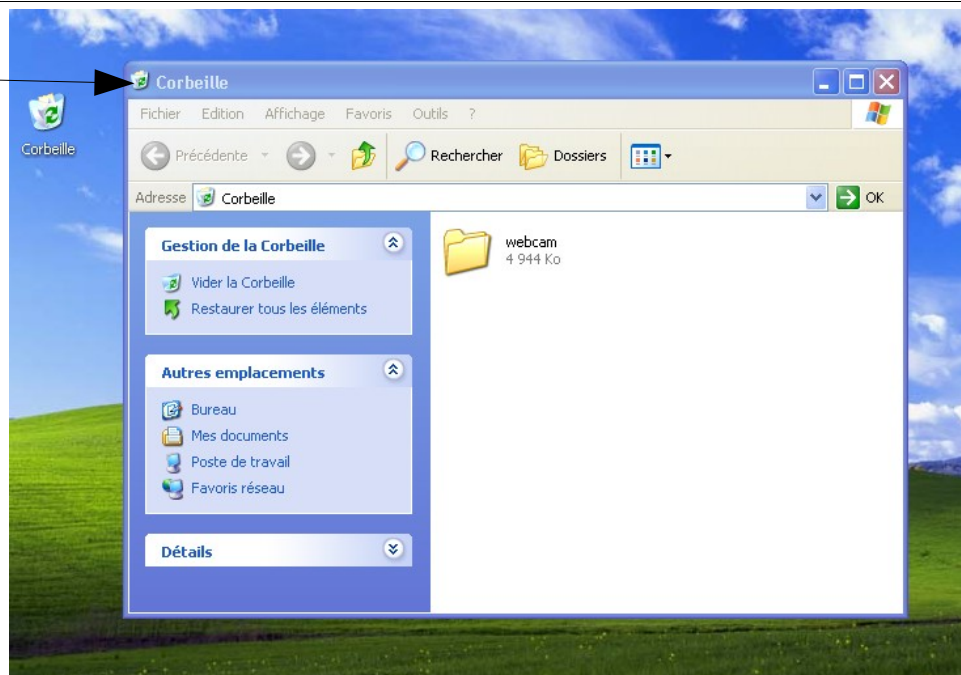 Corbeille
Corbeille
Fichier Edition Affichage Favoris Outils ?
Précédente Rechercher Dossiers
Adresse Corbeille OK
Gestion de la Corbeille
Vider la Corbeille
Restaurer tous les éléments
Autres emplacements
Bureau
Mes documents
Poste de travail
Favoris réseau
Détails
webcam
4 944 Ko